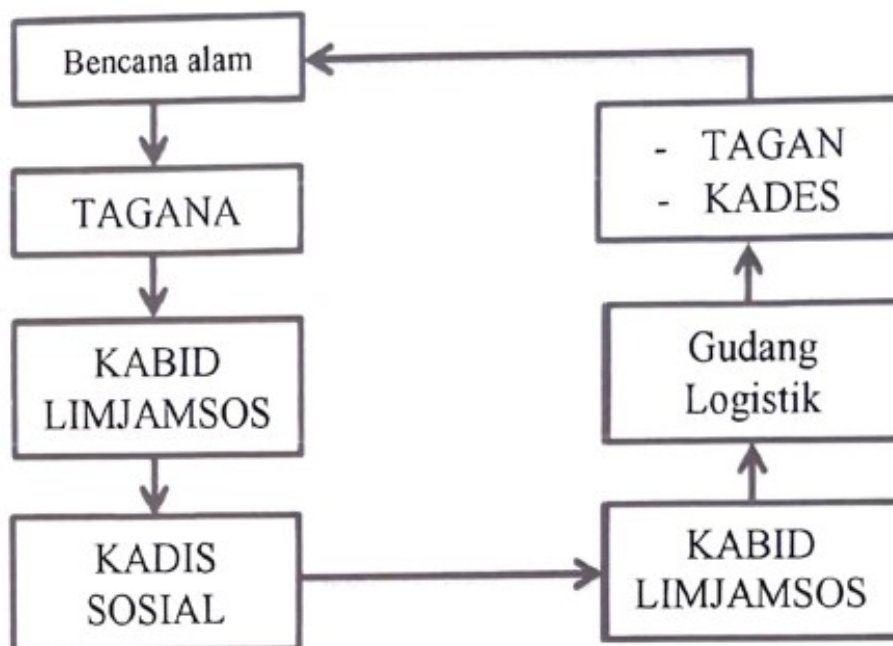 Bencana alam
TAGANA
KABID
LIMJAMSOS
KADIS
SOSIAL
KABID
LIMJAMSOS
Gudang
Logistik
- TAGAN
- KADES